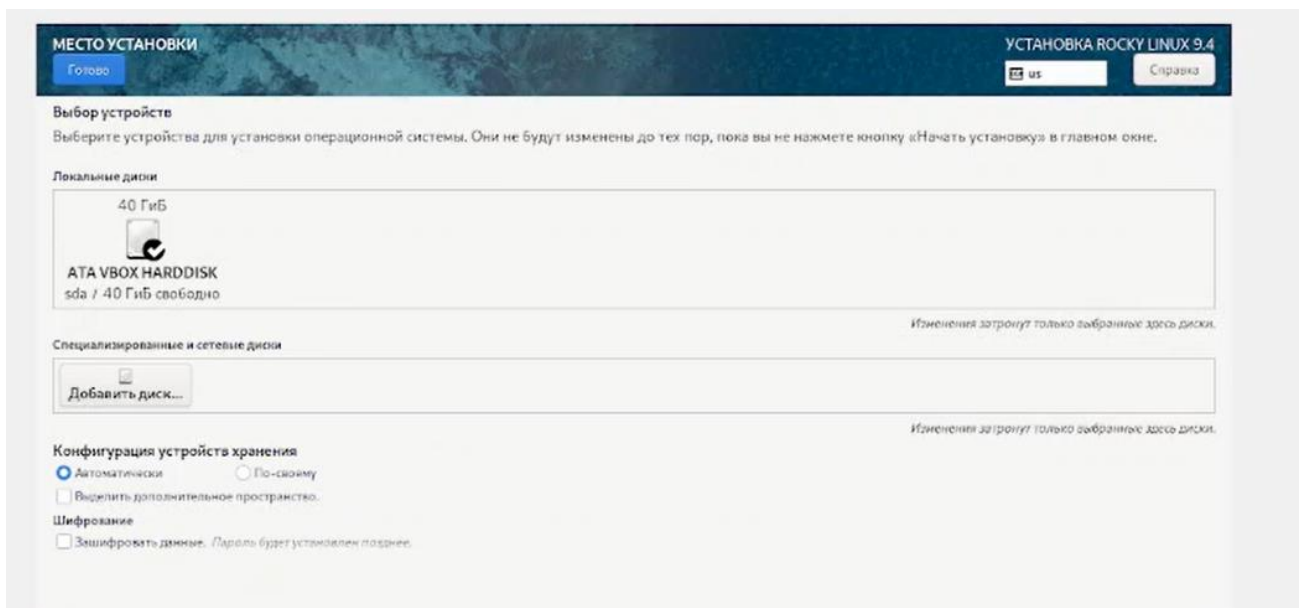 МЕСТО УСТАНОВКИ
УСТАНОВКА ROCKY LINUX 9.4
Готово
us
Справка
Выбор устройств
Выберите устройства для установки операционной системы. Они не будут изменены до тех пор, пока вы не нажмете кнопку «Начать установку» в главном окне.
Локальные диски
40 ГиБ
ATA VBOX HARDDISK
sda / 40 ГиБ свободно
Изменения затронут только выбранные здесь диски.
Специализированные и сетевые диски
Добавить диск...
Изменения затронут только выбранные здесь диски.
Конфигурация устройств хранения
Автоматически
По-своему
Выделить дополнительное пространство.
Шифрование
Зашифровать данные. Пароль будет установлен позднее.